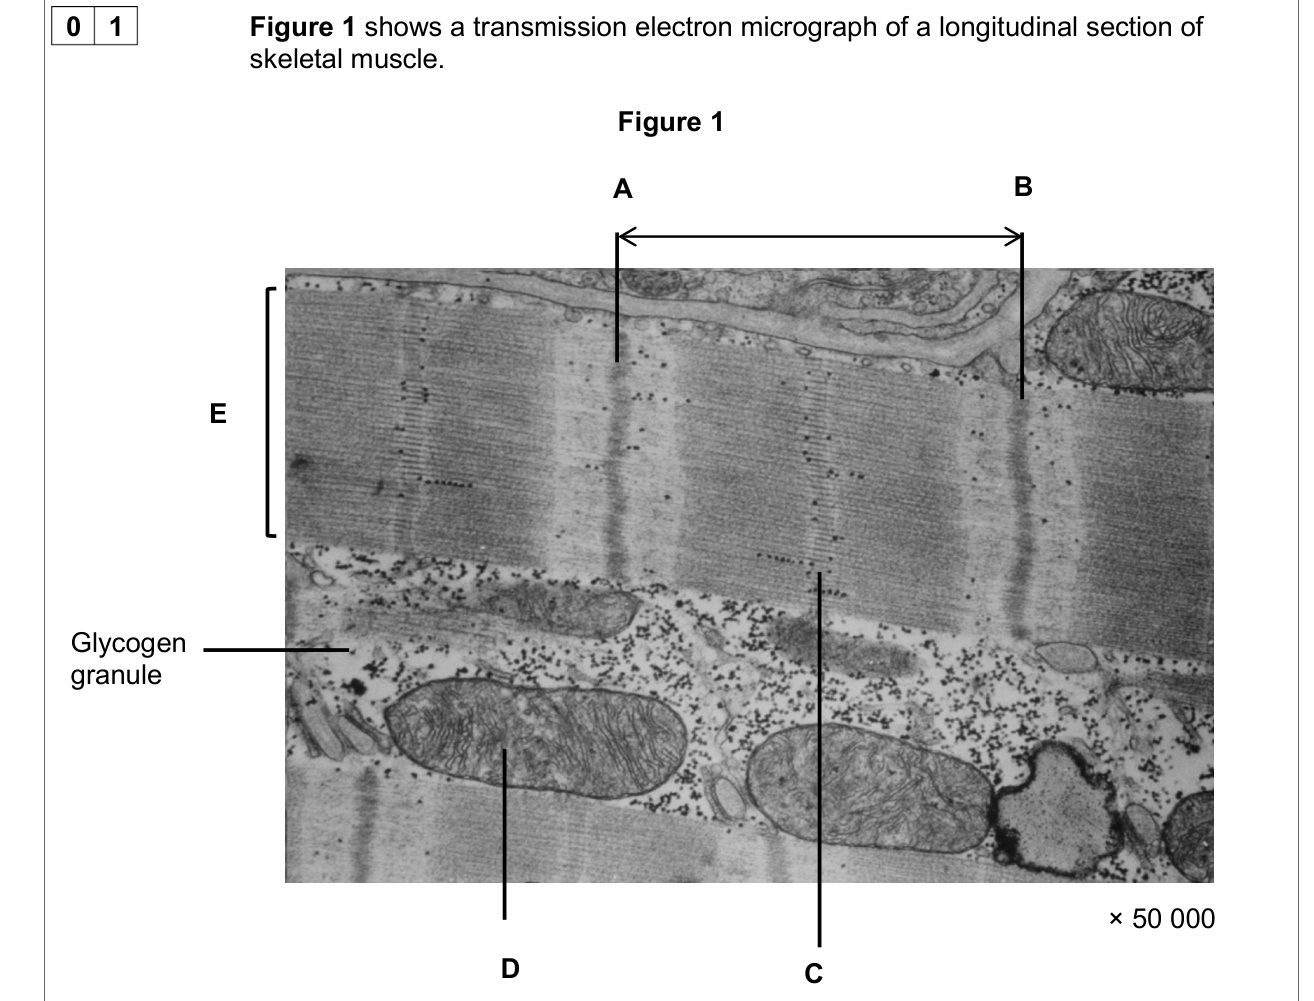 0 1
Figure 1 shows a transmission electron micrograph of a longitudinal section of
skeletal muscle.
Figure 1
A
B
E
Glycogen
granule
× 50 000
D
C